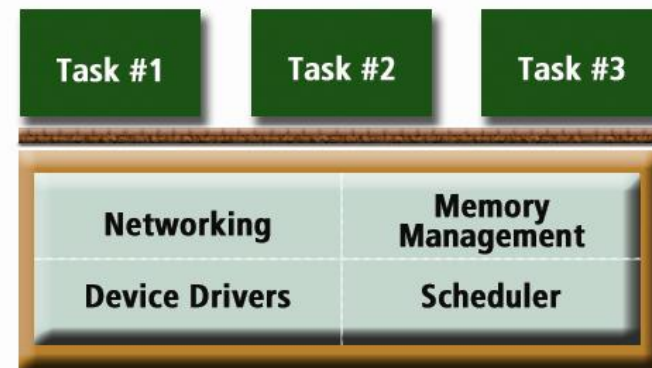 Task #1
Task #2
Task #3
Networking
Memory
Management
Device Drivers
Scheduler